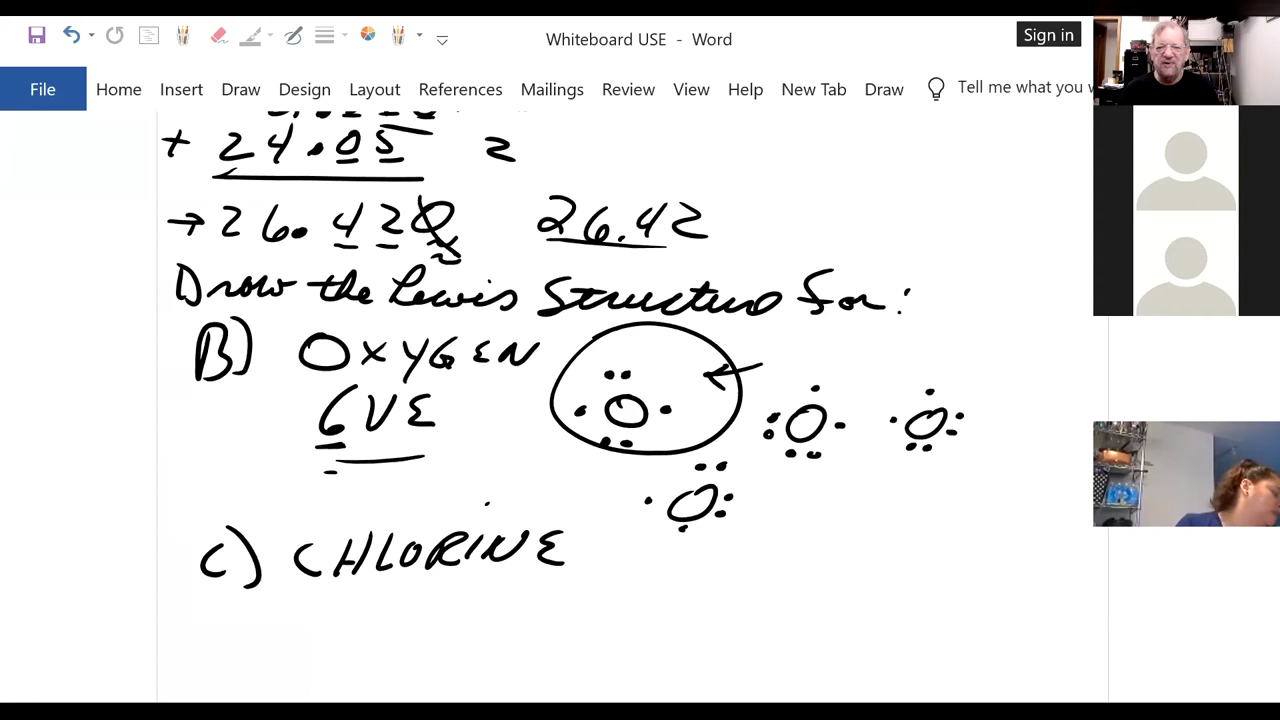 Whiteboard USE - Word
Sign in
File Home Insert Draw Design Layout References Mailings Review View Help New Tab Draw Tell me what you w
+ 24.05 2
→ 26.420 26.42
Draw the Lewis Structure for:
B) OXYGEN
6VE
O O O
O
C) CHLORINE